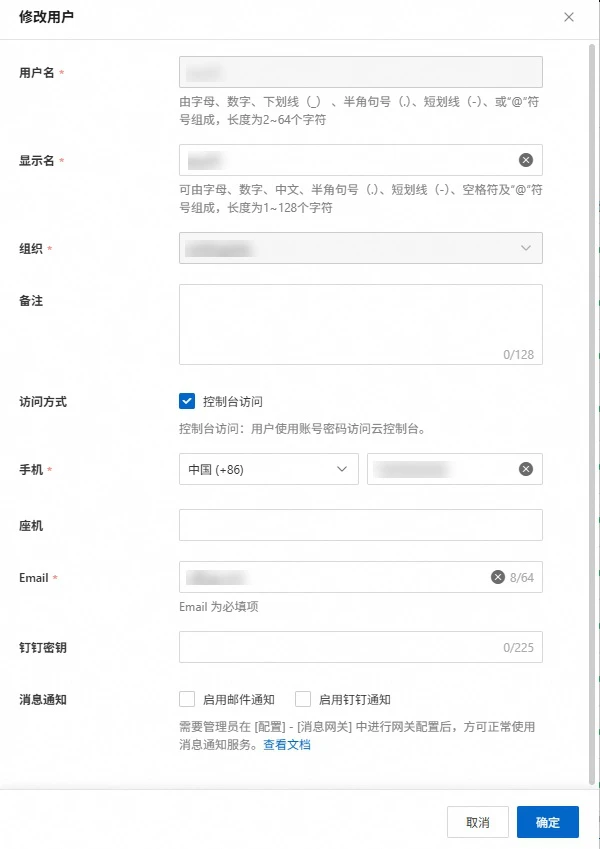 修改用户
用户名 *
由字母、数字、下划线（_）、半角句号（.）、短划线（-）、或“@”符
号组成，长度为2~64个字符
显示名 *
可由字母、数字、中文、半角句号（.）、短划线（-）、空格符及“@”符
号组成，长度为1~128个字符
组织 *
备注
0/128
访问方式 控制台访问
控制台访问：用户使用账号密码访问云控制台。
手机 * 中国 (+86)
座机
Email * 8/64
Email 为必填项
钉钉密钥 0/225
消息通知 启用邮件通知 启用钉钉通知
需要管理员在 [配置] - [消息网关] 中进行网关配置后，方可正常使用
消息通知服务。查看文档
取消 确定